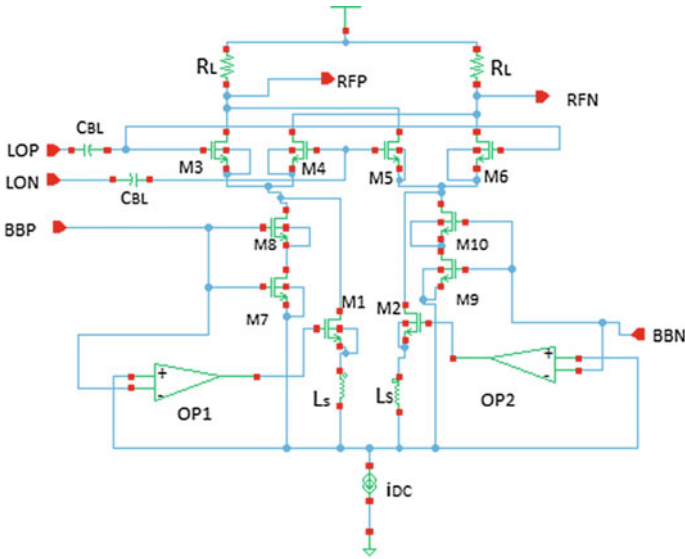 RL
RFP
RL
RFN
LOP
CBL
M3
M4
M5
M6
LON
CBL
BBP
M8
M10
M7
M1
M2
M9
BBN
+
-
OP1
Ls
Ls
+
-
OP2
iDC